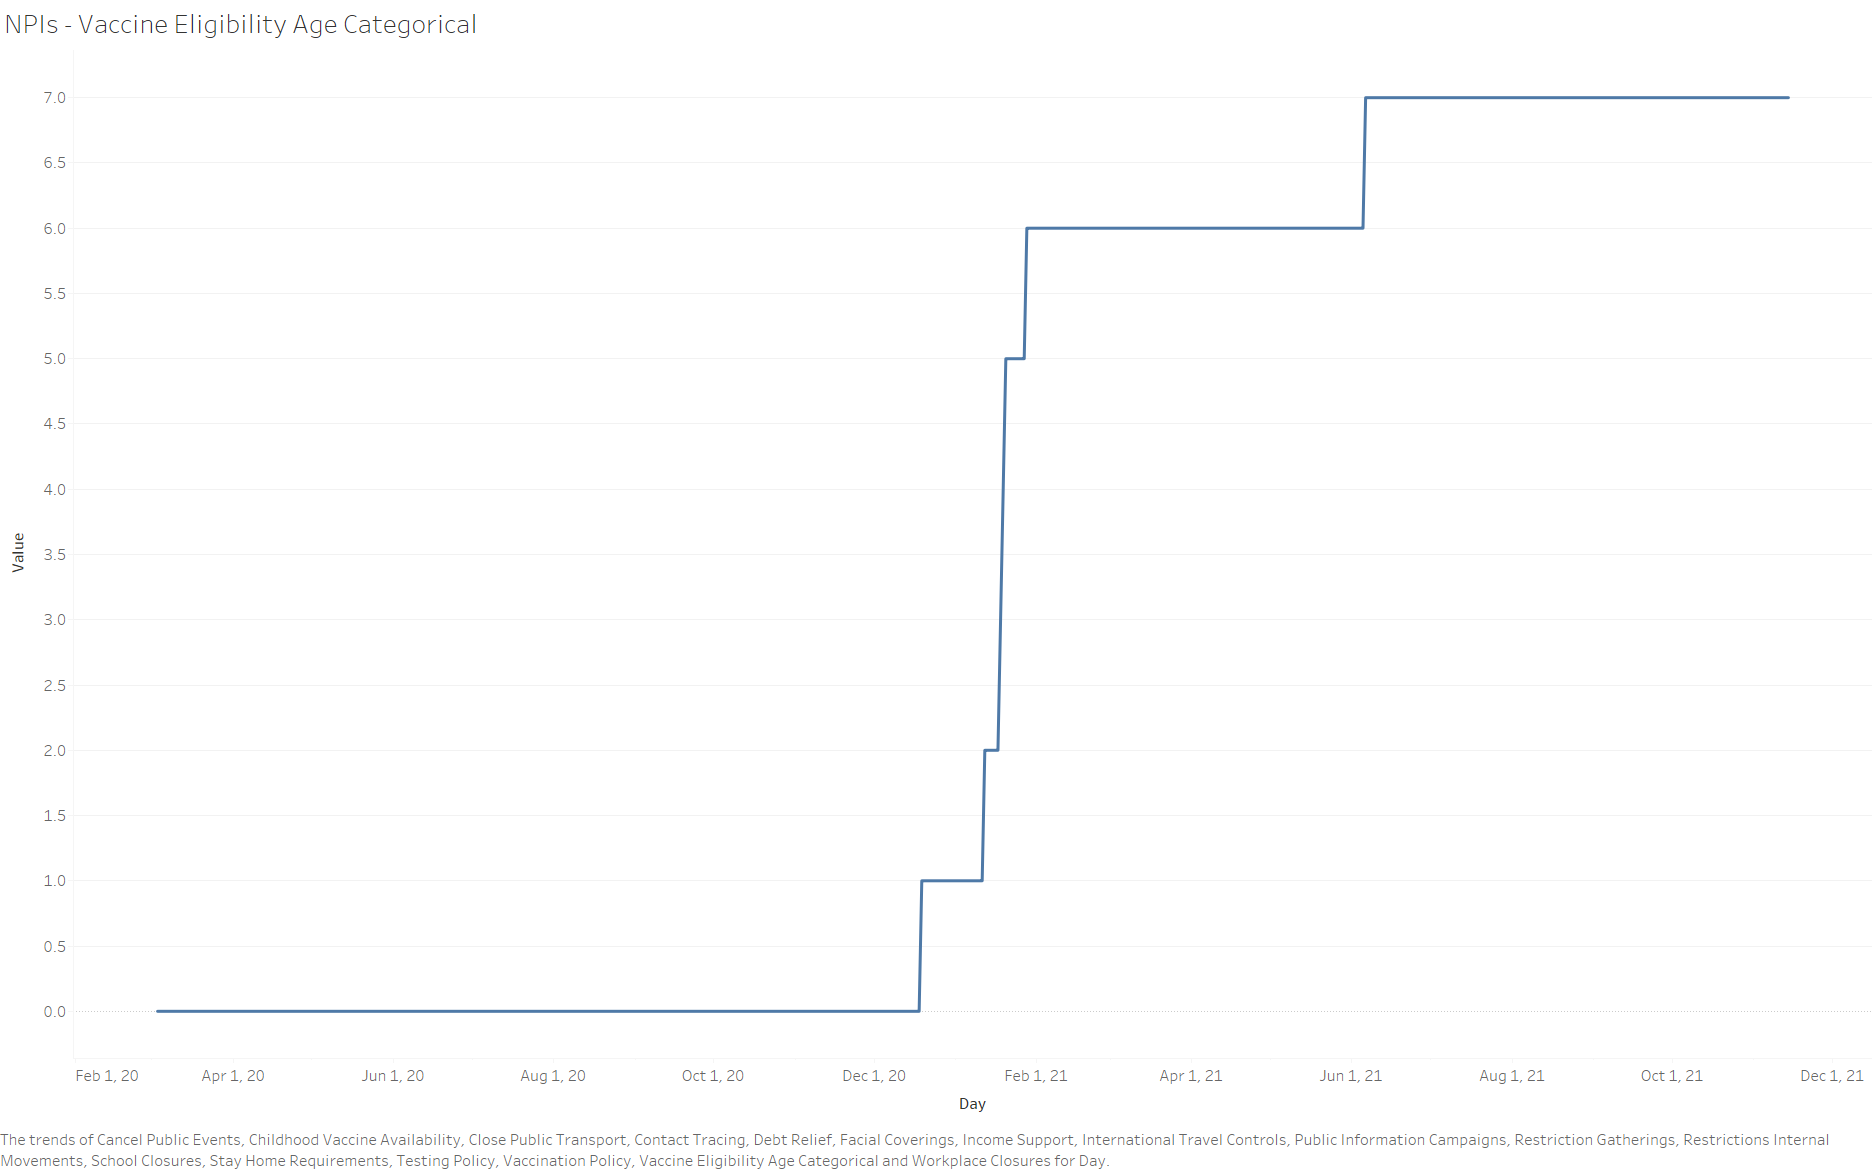 NPIs - Vaccine Eligibility Age Categorical
7.0
6.5
6.0
5.5
5.0
4.5
4.0
3.5
3.0
2.5
2.0
1.5
1.0
0.5
0.0
Value
Feb 1, 20 Apr 1, 20 Jun 1, 20 Aug 1, 20 Oct 1, 20 Dec 1, 20 Feb 1, 21 Apr 1, 21 Jun 1, 21 Aug 1, 21 Oct 1, 21 Dec 1, 21
Day
The trends of Cancel Public Events, Childhood Vaccine Availability, Close Public Transport, Contact Tracing, Debt Relief, Facial Coverings, Income Support, International Travel Controls, Public Information Campaigns, Restriction Gatherings, Restrictions Internal
Movements, School Closures, Stay Home Requirements, Testing Policy, Vaccination Policy, Vaccine Eligibility Age Categorical and Workplace Closures for Day.